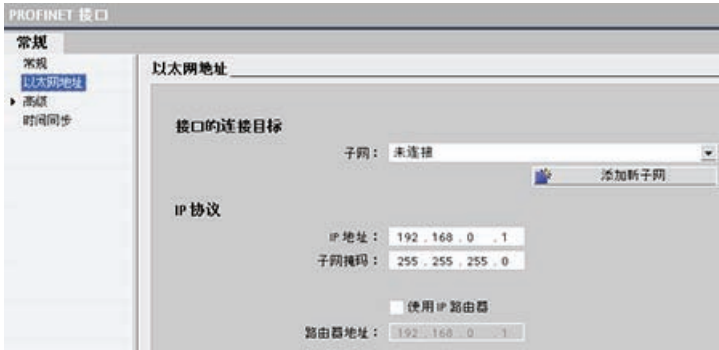 PROFINET 接口
常规
常规
以太网地址
高级
时间同步
以太网地址
接口的连接目标
子网： 未连接
添加新子网
IP 协议
IP 地址： 192 . 168 . 0 . 1
子网掩码： 255 . 255 . 255 . 0
使用 IP 路由器
路由器地址： 192 . 168 . 0 . 1